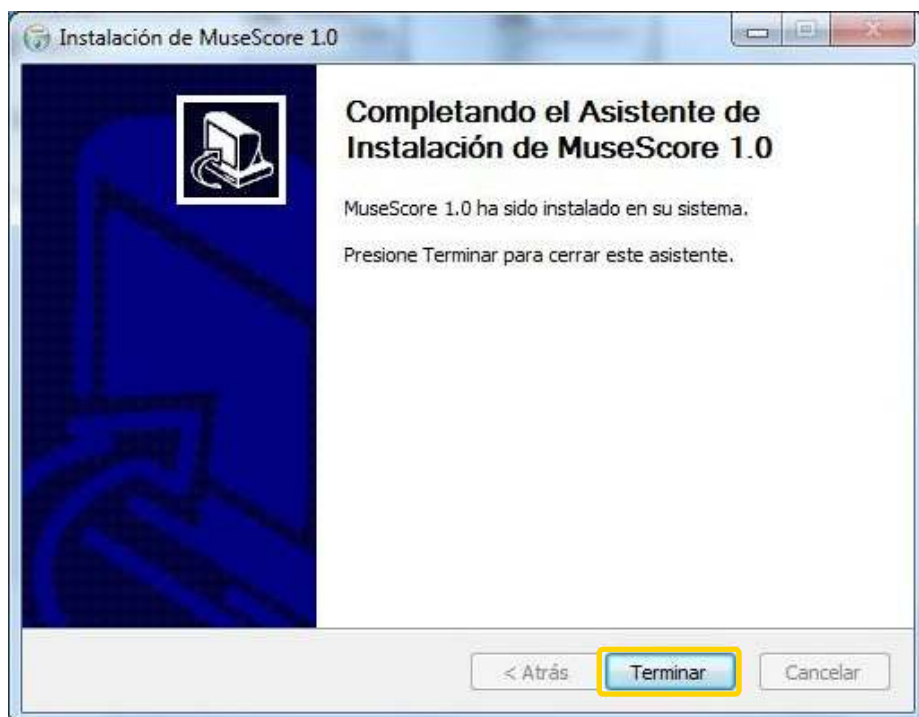 Instalación de MuseScore 1.0
Completando el Asistente de
Instalación de MuseScore 1.0
MuseScore 1.0 ha sido instalado en su sistema.
Presione Terminar para cerrar este asistente.
< Atrás
Terminar
Cancelar